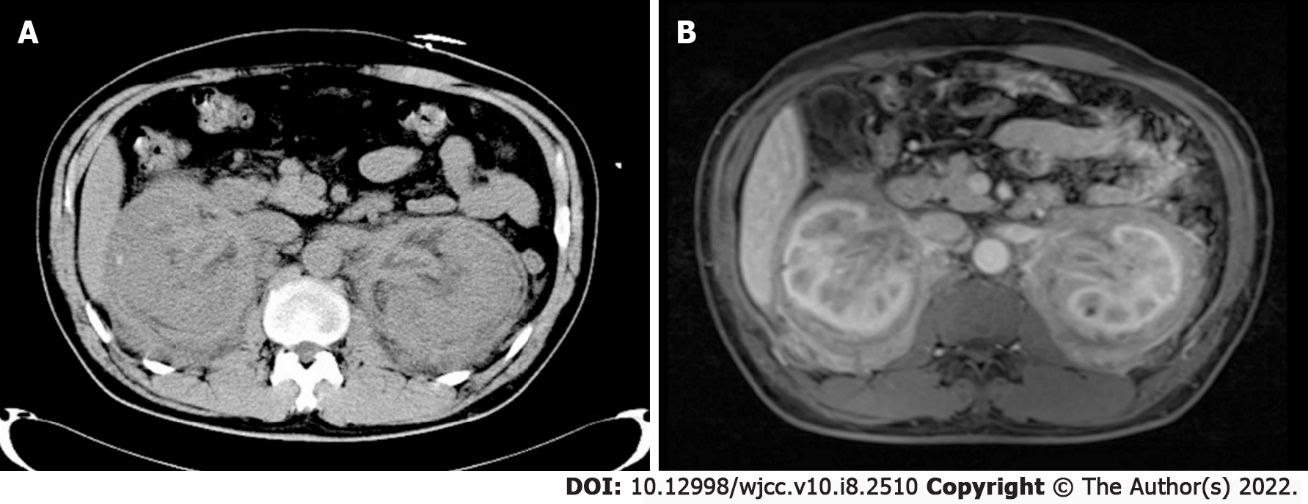 A
B
DOI: 10.12998/wjcc.v10.i8.2510 Copyright © The Author(s) 2022.